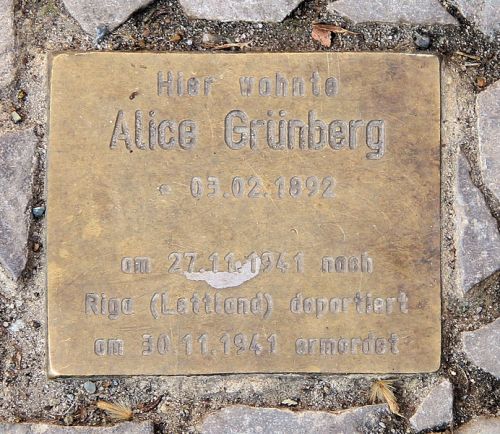 Hier wohnte
Alice Grünberg
* 03.02.1892
am 27.11.1941 nach
Riga (Lettland) deportiert
am 30.11.1941 ermordet